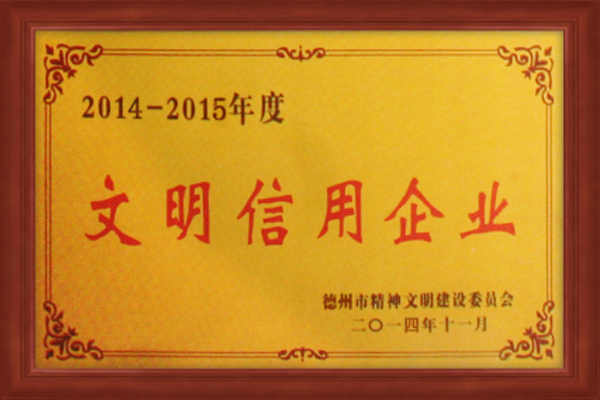 2014-2015年度
文明信用企业
德州市精神文明建设委员会
二〇一四年十一月